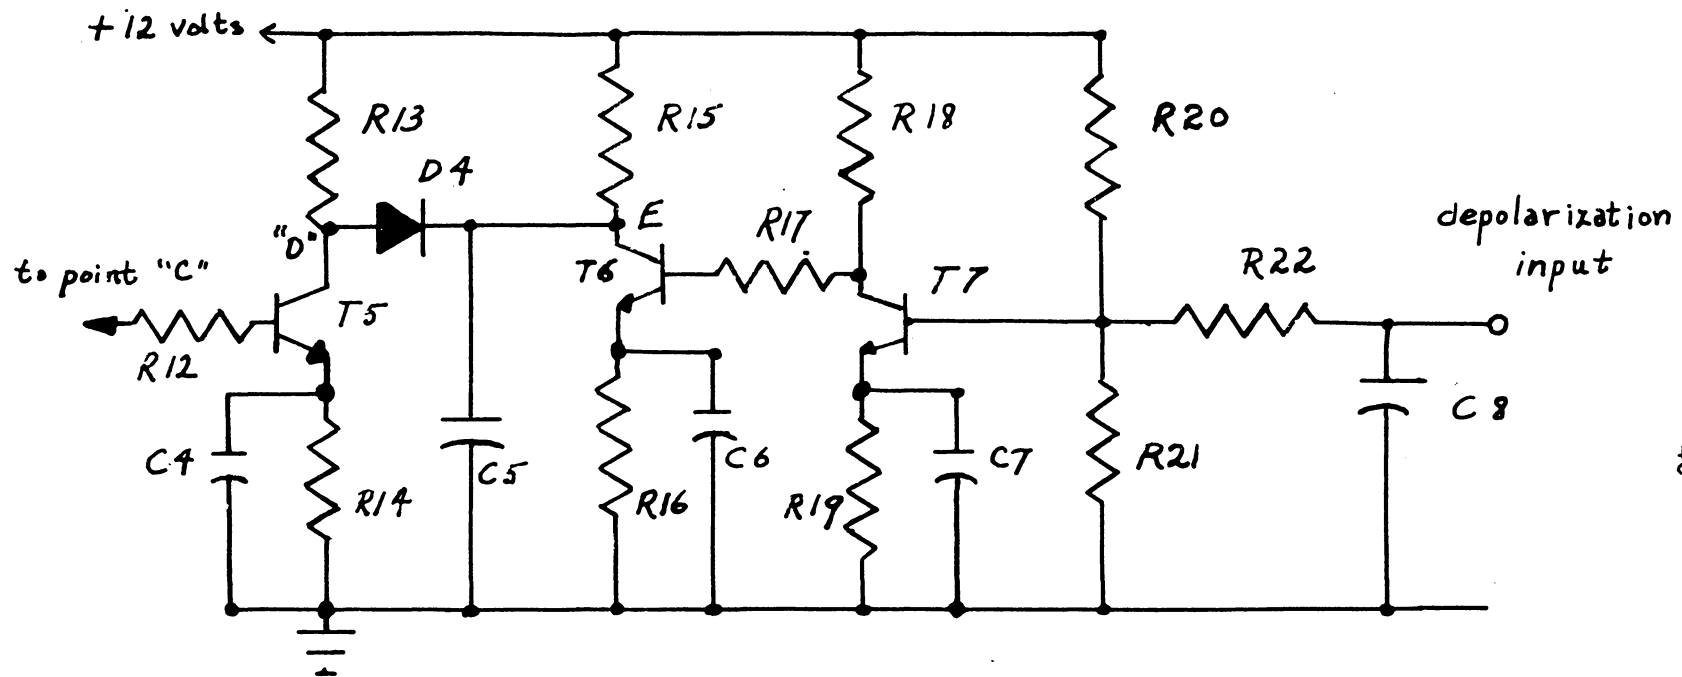 +12 volts
R13
R15
R18
R20
D4
E
"D"
R17
depolarization
input
to point "C"
T6
T7
R22
T5
R12
C8
C4
C5
C6
C7
R21
R14
R16
R19